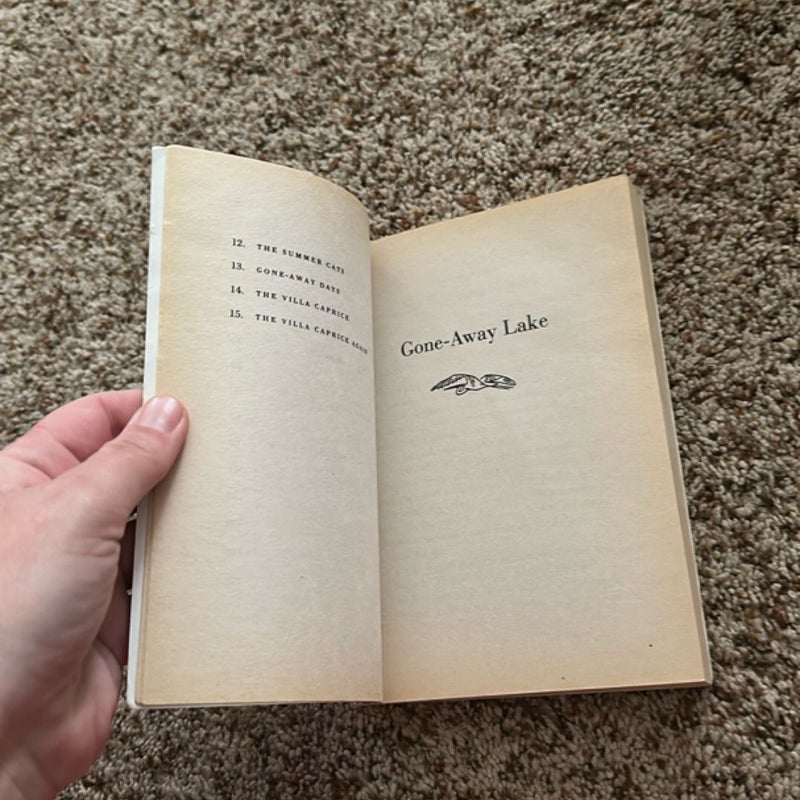 12. THE SUMMER CATS
13. GONE-AWAY DAYS
14. THE VILLA CAPRICE
15. THE VILLA CAPRICE AGAIN
Gone-Away Lake